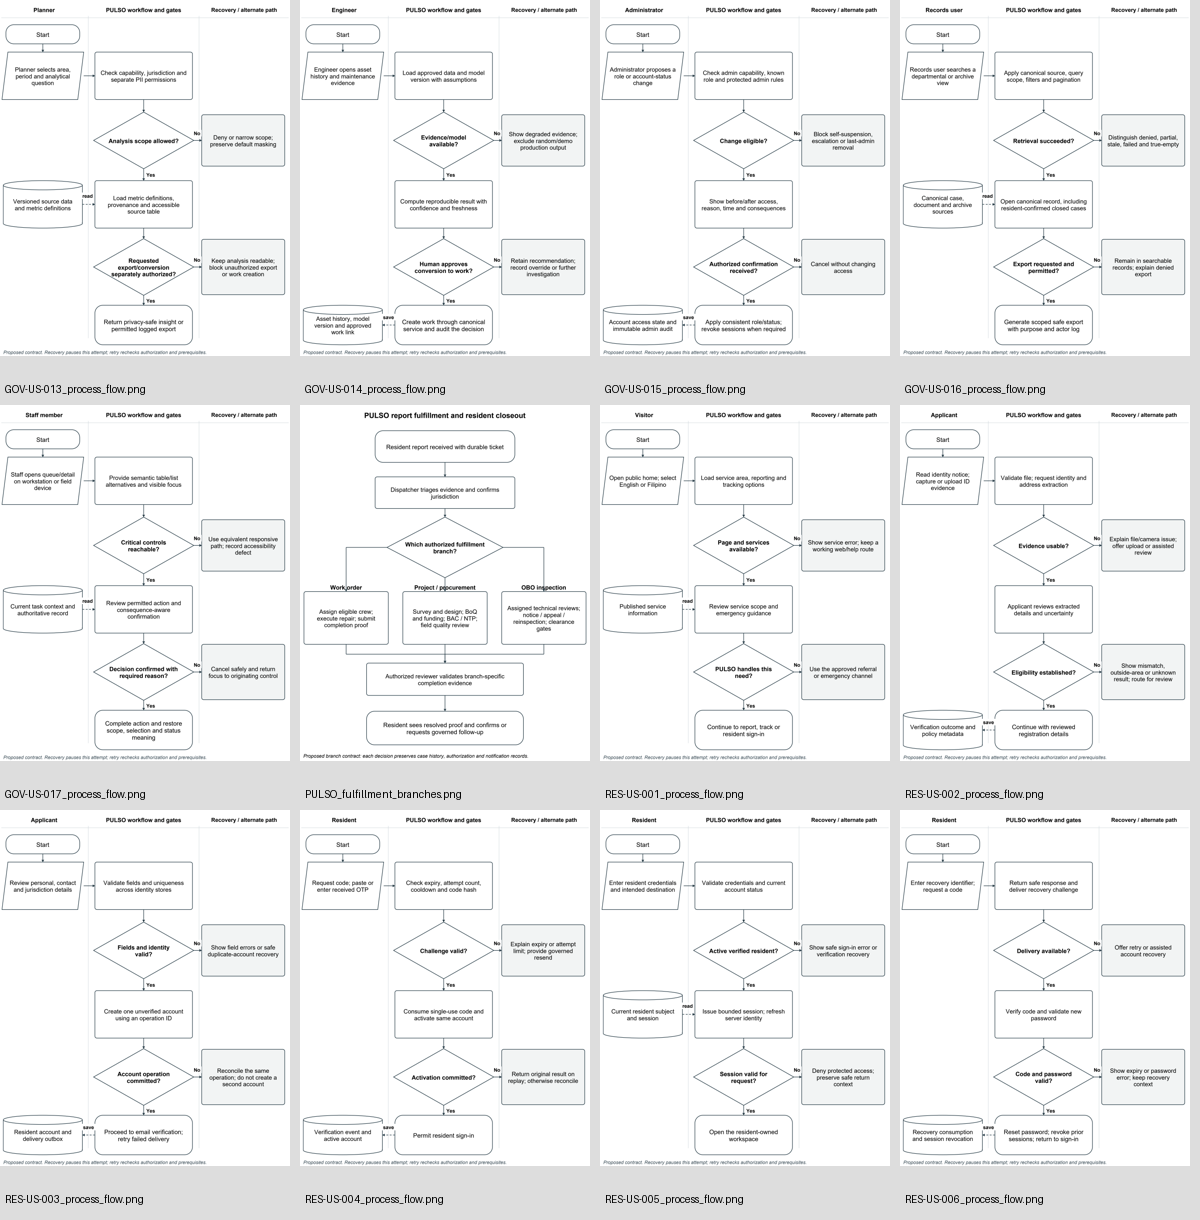 Planner
PULSO workflow and gates
Recovery / alternate path
Start
Planner selects area,
period and analytical
question
Check capability, jurisdiction and
separate PII permissions
Analysis scope allowed?
No
Deny or narrow scope;
preserve default masking
Yes
Versioned source data
and metric definitions
read
Load metric definitions,
provenance and accessible
source table
Requested
export/conversion
separately authorized?
No
Keep analysis readable;
block unauthorized export
or work creation
Yes
Return privacy-safe insight or
permitted logged export
Proposed contract. Recovery pauses this attempt; retry rechecks authorization and prerequisites.
GOV-US-013_process_flow.png
Engineer
PULSO workflow and gates
Recovery / alternate path
Start
Engineer opens asset
history and maintenance
evidence
Load approved data and model
version with assumptions
Evidence/model
available?
No
Show degraded evidence;
exclude random/demo
production output
Yes
Compute reproducible result with
confidence and freshness
Human approves
conversion to work?
No
Retain recommendation;
record override or further
investigation
Yes
Asset history, model
version and approved
work link
save
Create work through canonical
service and audit the decision
Proposed contract. Recovery pauses this attempt; retry rechecks authorization and prerequisites.
GOV-US-014_process_flow.png
Administrator
PULSO workflow and gates
Recovery / alternate path
Start
Administrator proposes a
role or account-status
change
Check admin capability, known
role and protected admin rules
Change eligible?
No
Block self-suspension,
escalation or last-admin
removal
Yes
Show before/after access,
reason, time and consequences
Authorized confirmation
received?
No
Cancel without changing
access
Yes
Account access state and
immutable admin audit
save
Apply consistent role/status;
revoke sessions when required
Proposed contract. Recovery pauses this attempt; retry rechecks authorization and prerequisites.
GOV-US-015_process_flow.png
Records user
PULSO workflow and gates
Recovery / alternate path
Start
Records user searches a
departmental or archive
view
Apply canonical source, query
scope, filters and pagination
Retrieval succeeded?
No
Distinguish denied, partial,
stale, failed and true-empty
Yes
Canonical case,
document and archive
sources
read
Open canonical record, including
resident-confirmed closed cases
Export requested and
permitted?
No
Remain in searchable
records; explain denied
export
Yes
Generate scoped safe export
with purpose and actor log
Proposed contract. Recovery pauses this attempt; retry rechecks authorization and prerequisites.
GOV-US-016_process_flow.png
Staff member
PULSO workflow and gates
Recovery / alternate path
Start
Staff opens queue/detail
on workstation or field
device
Provide semantic table/list
alternatives and visible focus
Critical controls
reachable?
No
Use equivalent responsive
path; record accessibility
defect
Yes
Current task context and
authoritative record
read
Review permitted action and
consequence-aware
confirmation
Decision confirmed with
required reason?
No
Cancel safely and return
focus to originating control
Yes
Complete action and restore
scope, selection and status
meaning
Proposed contract. Recovery pauses this attempt; retry rechecks authorization and prerequisites.
GOV-US-017_process_flow.png
PULSO report fulfillment and resident closeout
Resident report received with durable ticket
Dispatcher triages evidence and confirms
jurisdiction
Which authorized fulfillment
branch?
Work order
Project / procurement
OBO inspection
Assign eligible crew;
execute repair; submit
completion proof
Survey and design; BoQ
and funding; BAC / NTP;
field quality review
Assigned technical reviews;
notice / appeal /
reinspection; clearance
gates
Authorized reviewer validates branch-specific
completion evidence
Resident sees resolved proof and confirms or
requests governed follow-up
Proposed branch contract: each decision preserves case history, authorization and notification records.
PULSO_fulfillment_branches.png
Visitor
PULSO workflow and gates
Recovery / alternate path
Start
Open public home; select
English or Filipino
Load service area, reporting and
tracking options
Page and services
available?
No
Show service error; keep a
working web/help route
Yes
Published service
information
read
Review service scope and
emergency guidance
PULSO handles this
need?
No
Use the approved referral
or emergency channel
Yes
Continue to report, track or
resident sign-in
Proposed contract. Recovery pauses this attempt; retry rechecks authorization and prerequisites.
RES-US-001_process_flow.png
Applicant
PULSO workflow and gates
Recovery / alternate path
Start
Read identity notice;
capture or upload ID
evidence
Validate file; request identity and
address extraction
Evidence usable?
No
Explain file/camera issue;
offer upload or assisted
review
Yes
Applicant reviews extracted
details and uncertainty
Eligibility established?
No
Show mismatch,
outside-area or unknown
result; route for review
Yes
Verification outcome and
policy metadata
save
Continue with reviewed
registration details
Proposed contract. Recovery pauses this attempt; retry rechecks authorization and prerequisites.
RES-US-002_process_flow.png
Applicant
PULSO workflow and gates
Recovery / alternate path
Start
Review personal, contact
and jurisdiction details
Validate fields and uniqueness
across identity stores
Fields and identity
valid?
No
Show field errors or safe
duplicate-account recovery
Yes
Create one unverified account
using an operation ID
Account operation
committed?
No
Reconcile the same
operation; do not create a
second account
Yes
Resident account and
delivery outbox
save
Proceed to email verification;
retry failed delivery
Proposed contract. Recovery pauses this attempt; retry rechecks authorization and prerequisites.
RES-US-003_process_flow.png
Resident
PULSO workflow and gates
Recovery / alternate path
Start
Request code; paste or
enter received OTP
Check expiry, attempt count,
cooldown and code hash
Challenge valid?
No
Explain expiry or attempt
limit; provide governed
resend
Yes
Consume single-use code and
activate same account
Activation committed?
No
Return original result on
replay; otherwise reconcile
Yes
Verification event and
active account
save
Permit resident sign-in
Proposed contract. Recovery pauses this attempt; retry rechecks authorization and prerequisites.
RES-US-004_process_flow.png
Resident
PULSO workflow and gates
Recovery / alternate path
Start
Enter resident credentials
and intended destination
Validate credentials and current
account status
Active verified resident?
No
Show safe sign-in error or
verification recovery
Yes
Current resident subject
and session
read
Issue bounded session; refresh
server identity
Session valid for
request?
No
Deny protected access;
preserve safe return
context
Yes
Open the resident-owned
workspace
Proposed contract. Recovery pauses this attempt; retry rechecks authorization and prerequisites.
RES-US-005_process_flow.png
Resident
PULSO workflow and gates
Recovery / alternate path
Start
Enter recovery identifier;
request a code
Return safe response and
deliver recovery challenge
Delivery available?
No
Offer retry or assisted
account recovery
Yes
Verify code and validate new
password
Code and password
valid?
No
Show expiry or password
error; keep recovery
context
Yes
Recovery consumption
and session revocation
save
Reset password; revoke prior
sessions; return to sign-in
Proposed contract. Recovery pauses this attempt; retry rechecks authorization and prerequisites.
RES-US-006_process_flow.png